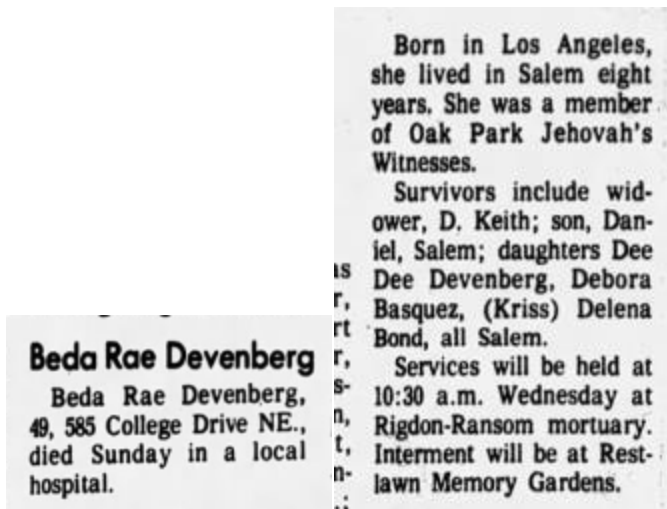 Beda Rae Devenberg
Beda Rae Devenberg,
49, 585 College Drive NE.,
died Sunday in a local
hospital.
Born in Los Angeles,
she lived in Salem eight
years. She was a member
of Oak Park Jehovah's
Witnesses.
Survivors include wid-
ower, D. Keith; son, Dan-
iel, Salem; daughters Dee
Dee Devenberg, Debora
Basquez, (Kriss) Delena
Bond, all Salem.
Services will be held at
10:30 a.m. Wednesday at
Rigdon-Ransom mortuary.
Interment will be at Rest-
lawn Memory Gardens.